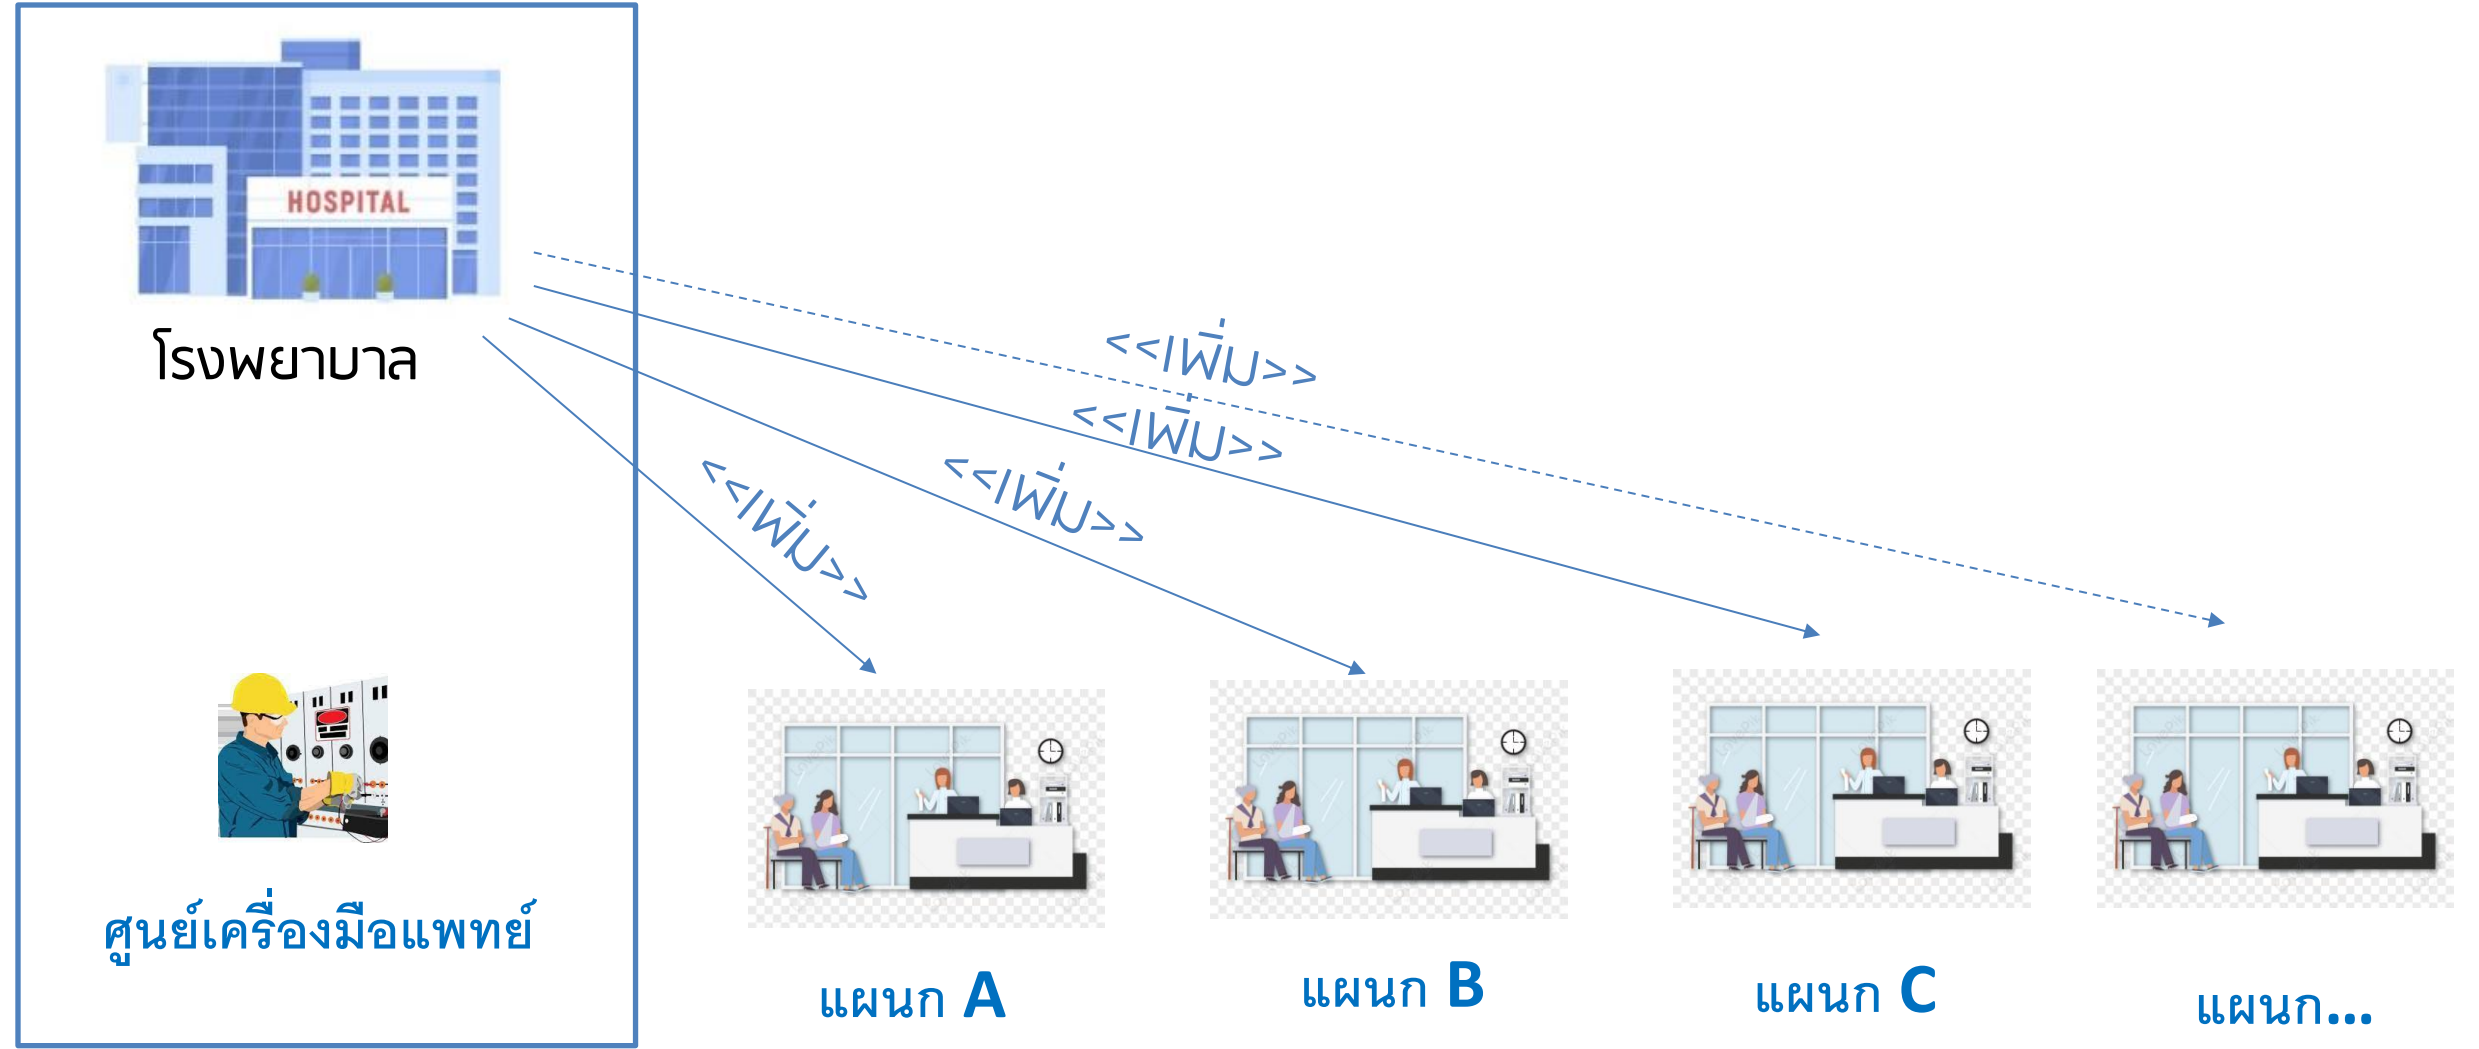 HOSPITAL
โรงพยาบาล
<<เพิ่ม>>
<<เพิ่ม>>
<<เพิ่ม>>
<<เพิ่ม>>
ศูนย์เครื่องมือแพทย์
แผนก A
แผนก B
แผนก C
แผนก...